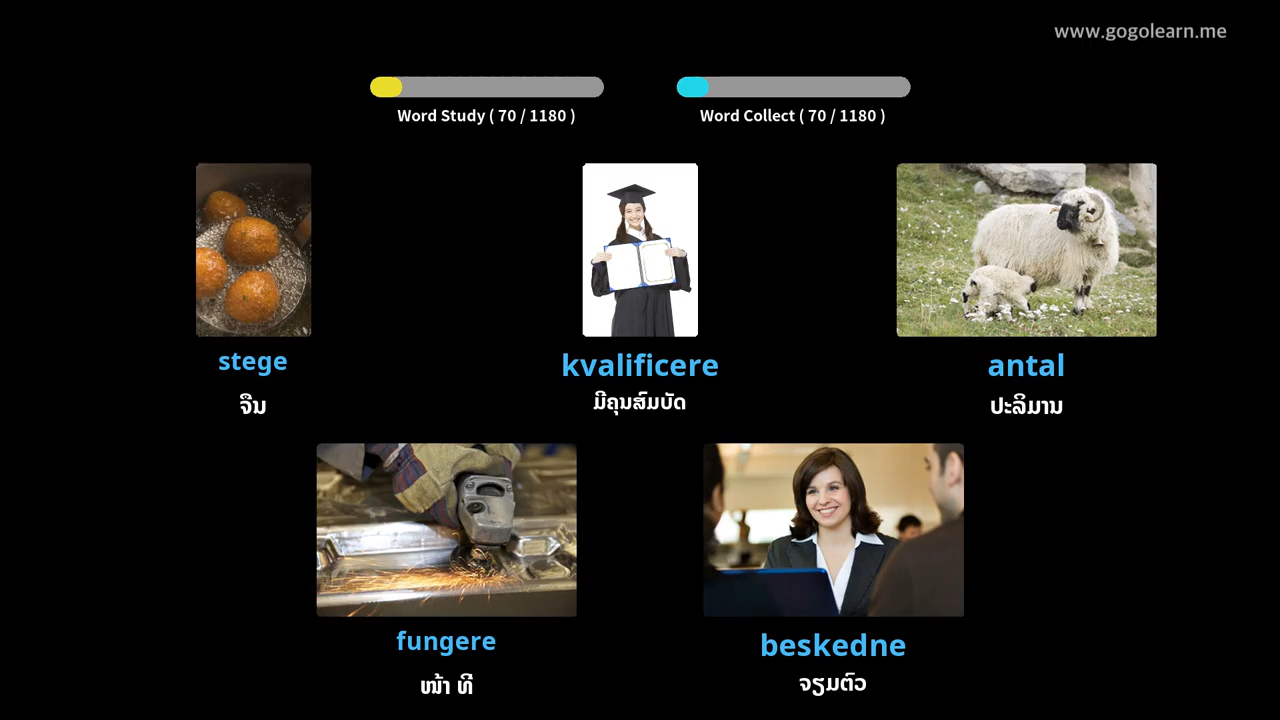 www.gogolearn.me
Word Study ( 70 / 1180 )
Word Collect ( 70 / 1180 )
stege
ຈືນ
kvalificere
ມີຄຸນສົມບັດ
antal
ປະລິມານ
fungere
ໜ້າ ທີ
beskedne
ຈຽມຕົວ